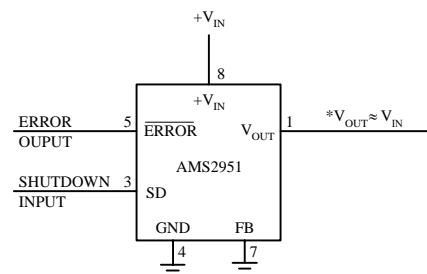 +VIN
8
+VIN
ERROR 5 ERROR VOUT 1 *VOUT≈ VIN
OUPUT
AMS2951
SHUTDOWN 3 SD
INPUT
GND FB
4 7